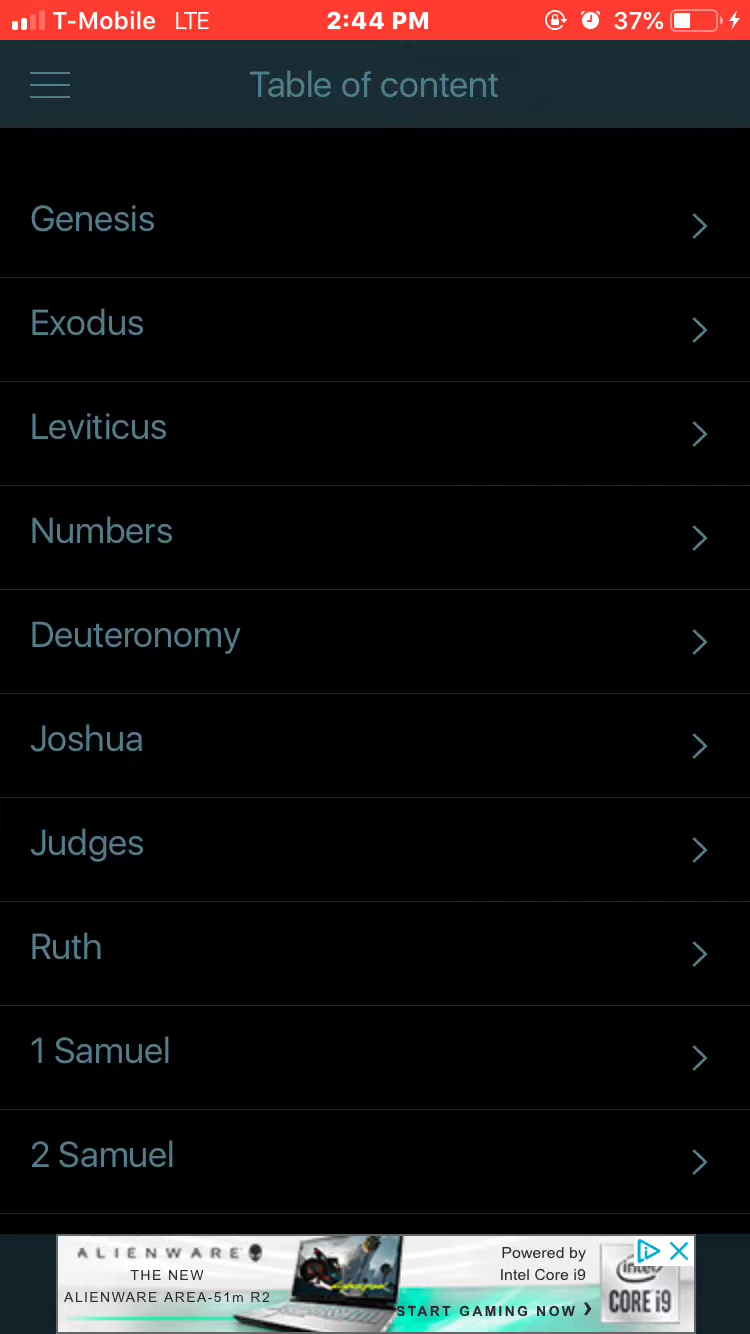 T-Mobile LTE 2:44 PM 37%
Table of content
Genesis
Exodus
Leviticus
Numbers
Deuteronomy
Joshua
Judges
Ruth
1 Samuel
2 Samuel
ALIENWARE
THE NEW
ALIENWARE AREA-51m R2
Powered by
Intel Core i9
START GAMING NOW
intel
CORE i9